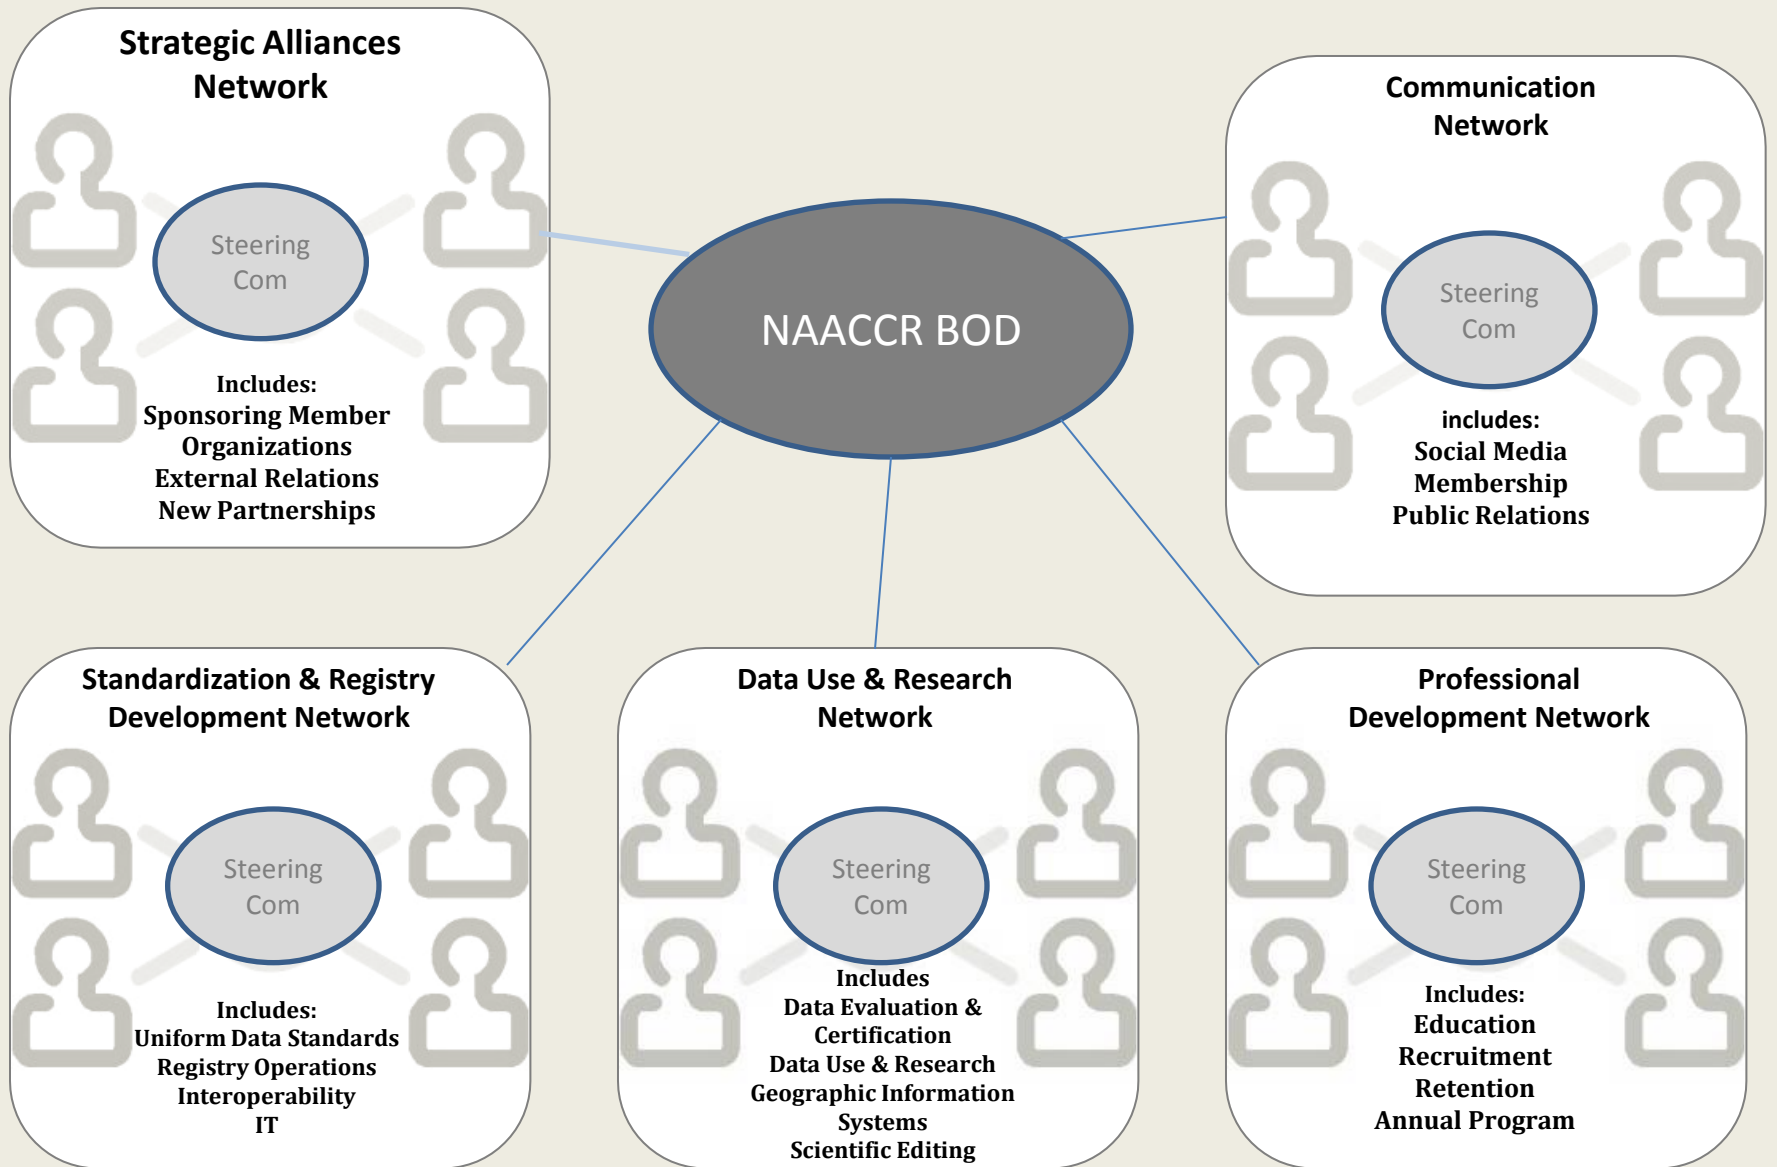 Strategic Alliances
Network
Steering
Com
Includes:
Sponsoring Member
Organizations
External Relations
New Partnerships
NAACCR BOD
Communication
Network
Steering
Com
includes:
Social Media
Membership
Public Relations
Standardization & Registry
Development Network
Steering
Com
Includes:
Uniform Data Standards
Registry Operations
Interoperability
IT
Data Use & Research
Network
Steering
Com
Includes
Data Evaluation &
Certification
Data Use & Research
Geographic Information
Systems
Scientific Editing
Professional
Development Network
Steering
Com
Includes:
Education
Recruitment
Retention
Annual Program